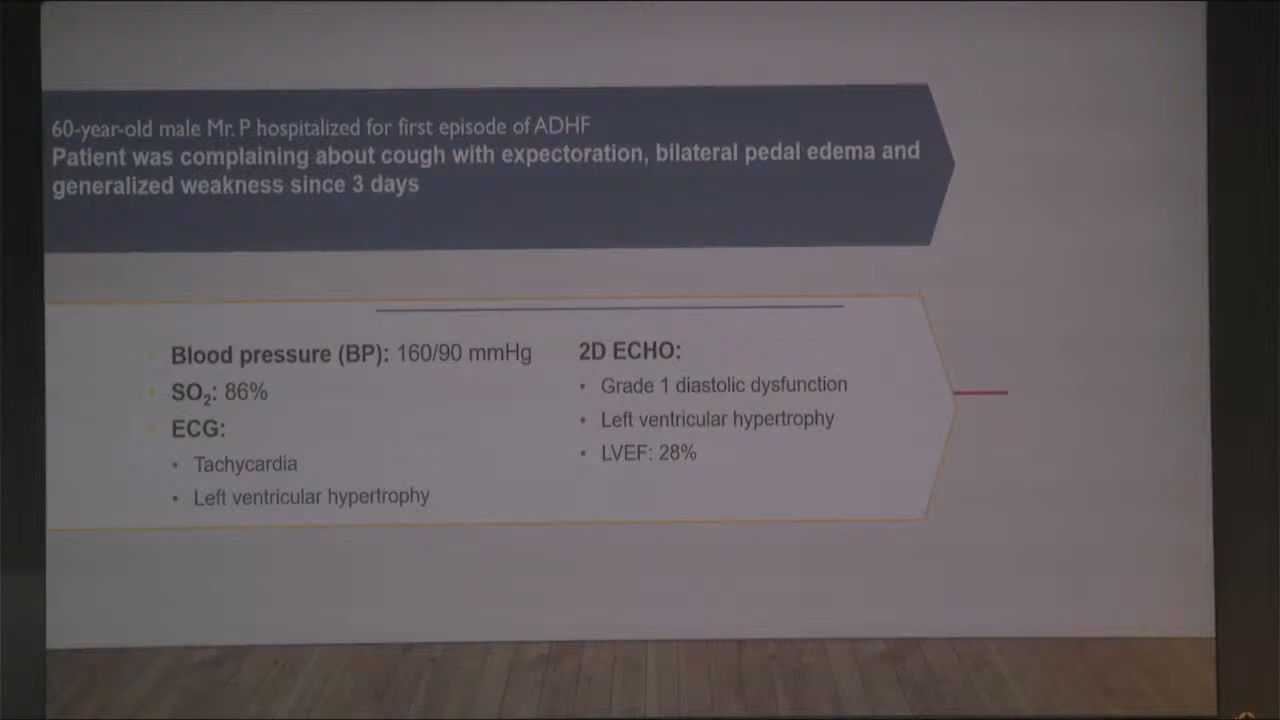 60-year-old male Mr. P hospitalized for first episode of ADHF
Patient was complaining about cough with expectoration, bilateral pedal edema and
generalized weakness since 3 days
• Blood pressure (BP): 160/90 mmHg
• SO₂: 86%
• ECG:
• Tachycardia
• Left ventricular hypertrophy
2D ECHO:
• Grade 1 diastolic dysfunction
• Left ventricular hypertrophy
• LVEF: 28%